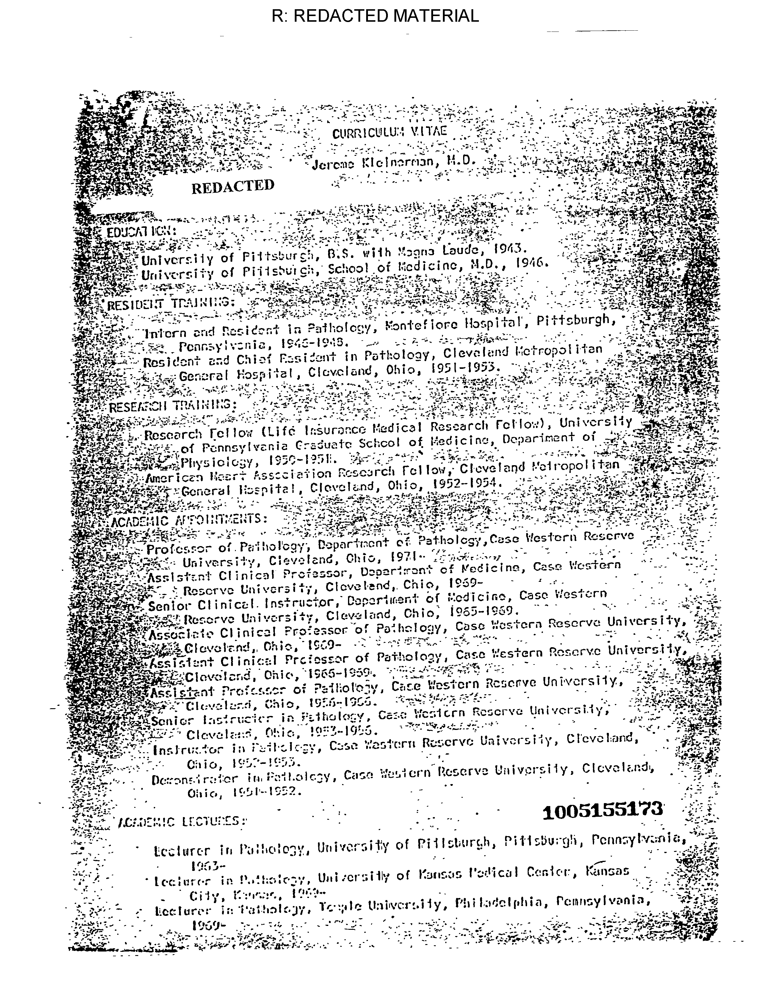 R: REDACTED MATERIAL
CURRICULUM VITAE
Jerome Kleinerman, M.D.
REDACTED
EDUCATION:
University of Pittsburgh, B.S. with Magna Laude, 1943.
University of Pittsburgh, School of Medicine, M.D., 1946.
RESIDENT TRAINING:
Intern and Resident in Pathology, Montefiore Hospital, Pittsburgh,
Pennsylvania, 1946-1948.
Resident and Chief Resident in Pathology, Cleveland Metropolitan
General Hospital, Cleveland, Ohio, 1951-1953.
RESEARCH TRAINING:
Research Fellow (Life Insurance Medical Research Fellow), University
of Pennsylvania Graduate School of Medicine, Department of
Physiology, 1950-1951.
American Heart Association Research Fellow, Cleveland Metropolitan
General Hospital, Cleveland, Ohio, 1952-1954.
ACADEMIC APPOINTMENTS:
Professor of Pathology, Department of Pathology, Case Western Reserve
University, Cleveland, Ohio, 1971-
Assistant Clinical Professor, Department of Medicine, Case Western
Reserve University, Cleveland, Ohio, 1969-
Senior Clinical Instructor, Department of Medicine, Case Western
Reserve University, Cleveland, Ohio, 1965-1969.
Associate Clinical Professor of Pathology, Case Western Reserve University,
Cleveland, Ohio, 1969-
Assistant Clinical Professor of Pathology, Case Western Reserve University,
Cleveland, Ohio, 1966-1969.
Assistant Professor of Pathology, Case Western Reserve University,
Cleveland, Ohio, 1956-1966.
Senior Instructor in Pathology, Case Western Reserve University,
Cleveland, Ohio, 1953-1956.
Instructor in Pathology, Case Western Reserve University, Cleveland,
Ohio, 1952-1953.
Demonstrator in Pathology, Case Western Reserve University, Cleveland,
Ohio, 1951-1952.
1005155173
ACADEMIC LECTURES:
Lecturer in Pathology, University of Pittsburgh, Pittsburgh, Pennsylvania,
1963-
Lecturer in Pathology, University of Kansas Medical Center, Kansas
City, Kansas, 1969-
Lecturer in Pathology, Temple University, Philadelphia, Pennsylvania,
1969-